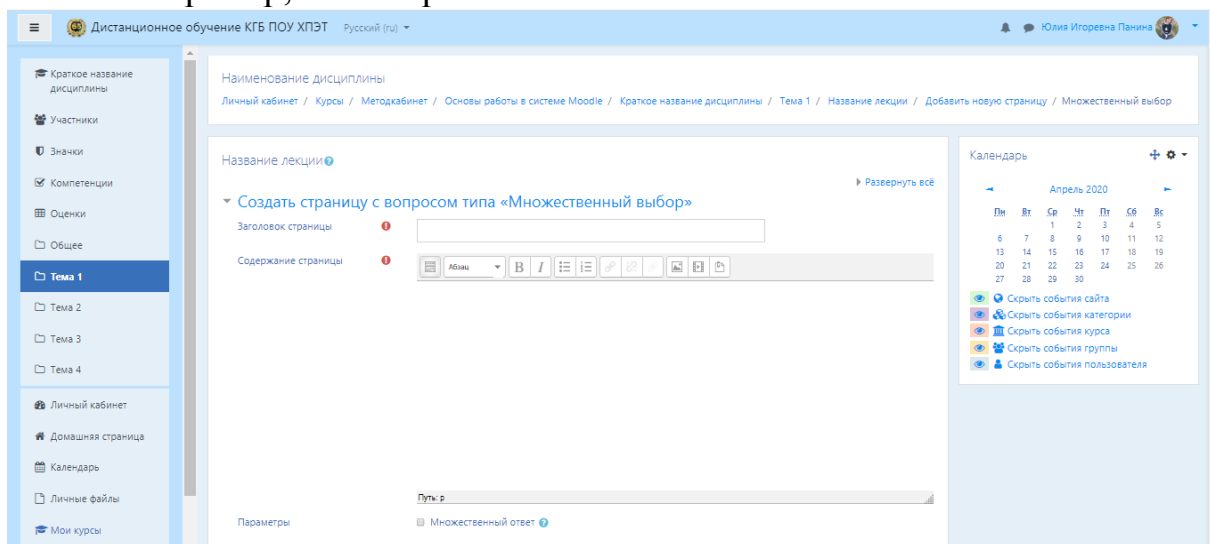 Дистанционное обучение КГБ ПОУ ХПЭТ Русский (ru) Юлия Игоревна Панина
Краткое название
дисциплины
Участники
Значки
Компетенции
Оценки
Общее
Тема 1
Тема 2
Тема 3
Тема 4
Личный кабинет
Домашняя страница
Календарь
Личные файлы
Мои курсы
Наименование дисциплины
Личный кабинет / Курсы / Методкабинет / Основы работы в системе Moodle / Краткое название дисциплины / Тема 1 / Название лекции / Добавить новую страницу / Множественный выбор
Название лекции
Развернуть всё
Создать страницу с вопросом типа «Множественный выбор»
Заголовок страницы
Содержание страницы
Абзац B I
Путь: p
Параметры Множественный ответ
Календарь
Апрель 2020
Пн Вт Ср Чт Пт Сб Вс
1 2 3 4 5
6 7 8 9 10 11 12
13 14 15 16 17 18 19
20 21 22 23 24 25 26
27 28 29 30
Скрыть события сайта
Скрыть события категории
Скрыть события курса
Скрыть события группы
Скрыть события пользователя